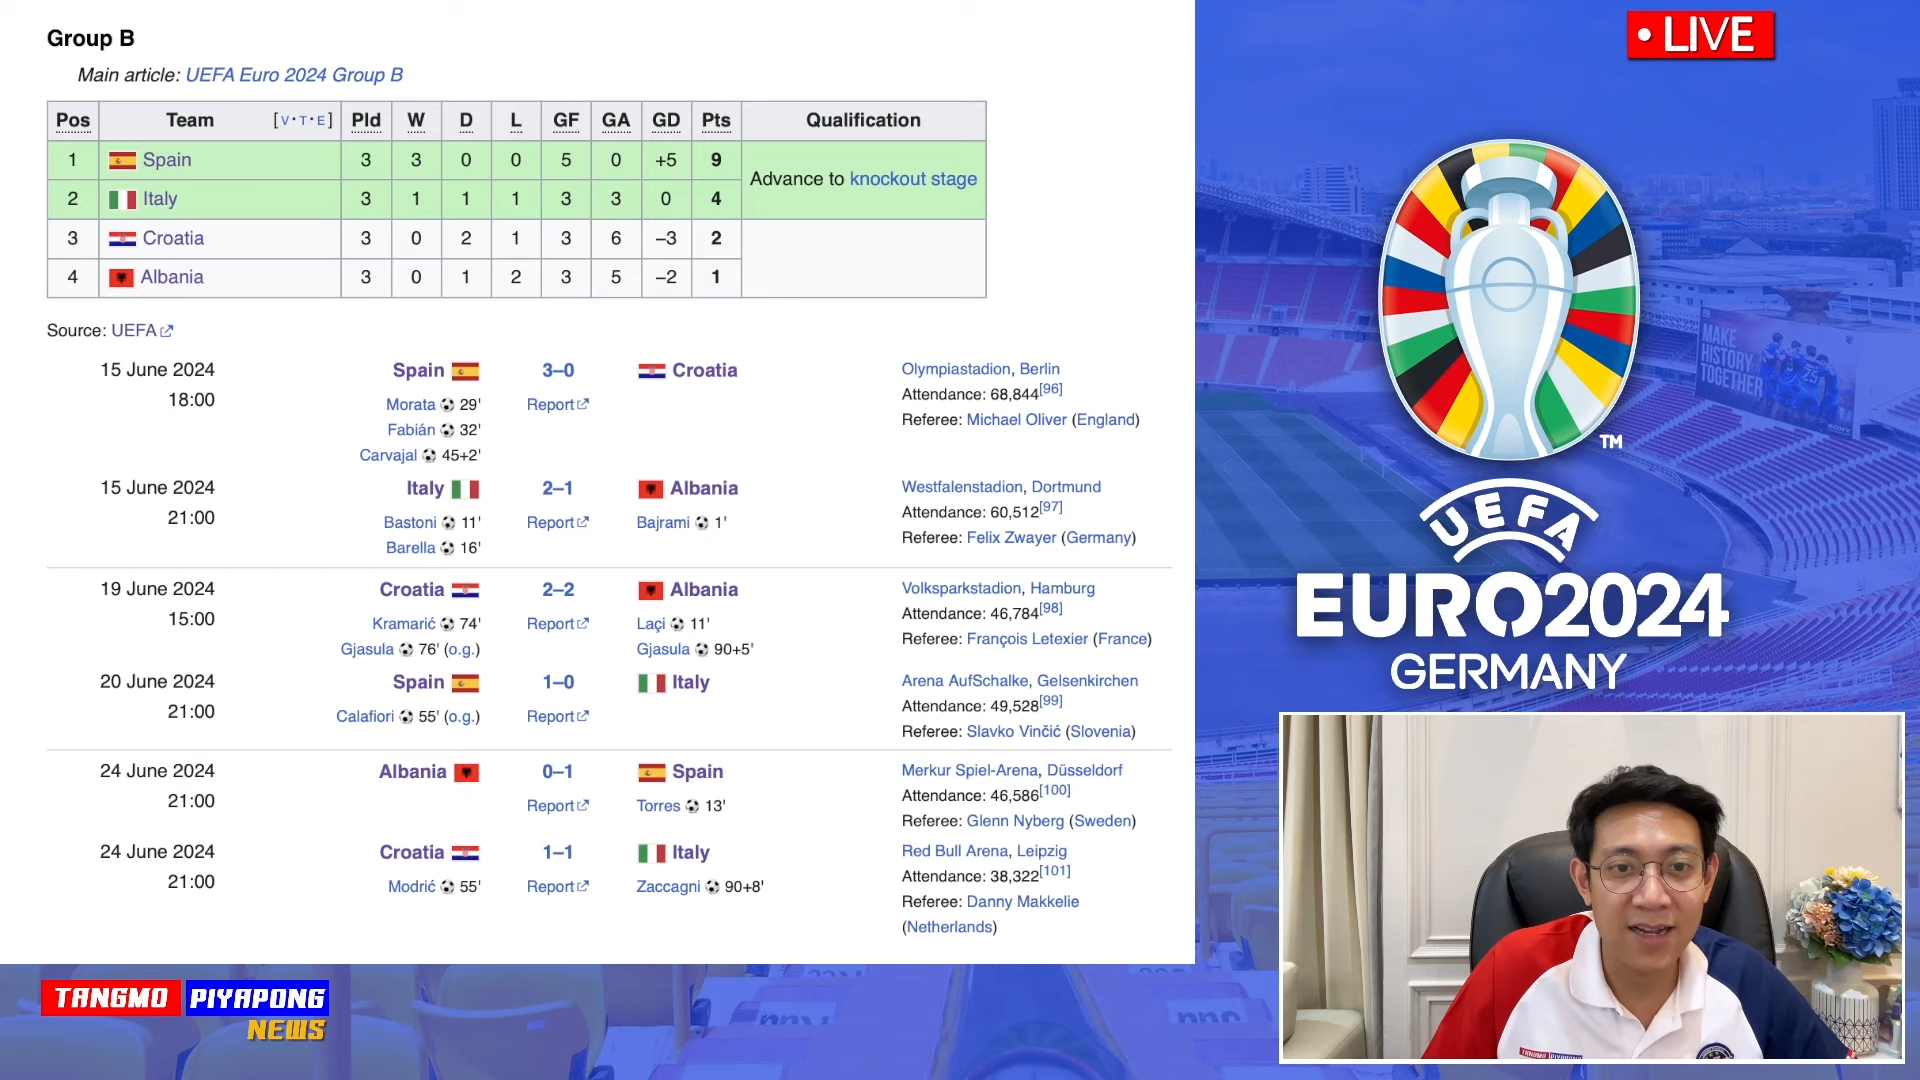 Group B
Main article: UEFA Euro 2024 Group B
Pos Team [V·T·E] Pld W D L GF GA GD Pts Qualification
1 Spain 3 3 0 0 5 0 +5 9 Advance to knockout stage
2 Italy 3 1 1 1 3 3 0 4
3 Croatia 3 0 2 1 3 6 −3 2
4 Albania 3 0 1 2 3 5 −2 1
Source: UEFA
15 June 2024 Spain 3–0 Croatia Olympiastadion, Berlin
18:00 Morata 29' Report Attendance: 68,844[96]
Fabián 32' Referee: Michael Oliver (England)
Carvajal 45+2'
15 June 2024 Italy 2–1 Albania Westfalenstadion, Dortmund
21:00 Bastoni 11' Report Bajrami 1' Attendance: 60,512[97]
Barella 16' Referee: Felix Zwayer (Germany)
19 June 2024 Croatia 2–2 Albania Volksparkstadion, Hamburg
15:00 Kramarić 74' Report Laçi 11' Attendance: 46,784[98]
Gjasula 76' (o.g.) Gjasula 90+5' Referee: François Letexier (France)
20 June 2024 Spain 1–0 Italy Arena AufSchalke, Gelsenkirchen
21:00 Calafiori 55' (o.g.) Report Attendance: 49,528[99]
Referee: Slavko Vinčić (Slovenia)
24 June 2024 Albania 0–1 Spain Merkur Spiel-Arena, Düsseldorf
21:00 Report Torres 13' Attendance: 46,586[100]
Referee: Glenn Nyberg (Sweden)
24 June 2024 Croatia 1–1 Italy Red Bull Arena, Leipzig
21:00 Modrić 55' Report Zaccagni 90+8' Attendance: 38,322[101]
Referee: Danny Makkelie
(Netherlands)
• LIVE
MAKE
HISTORY
TOGETHER
SONY
TM
UEFA
EURO2024
GERMANY
TANGMO PIYAPONG
NEWS
TANGMO PIYAPONG